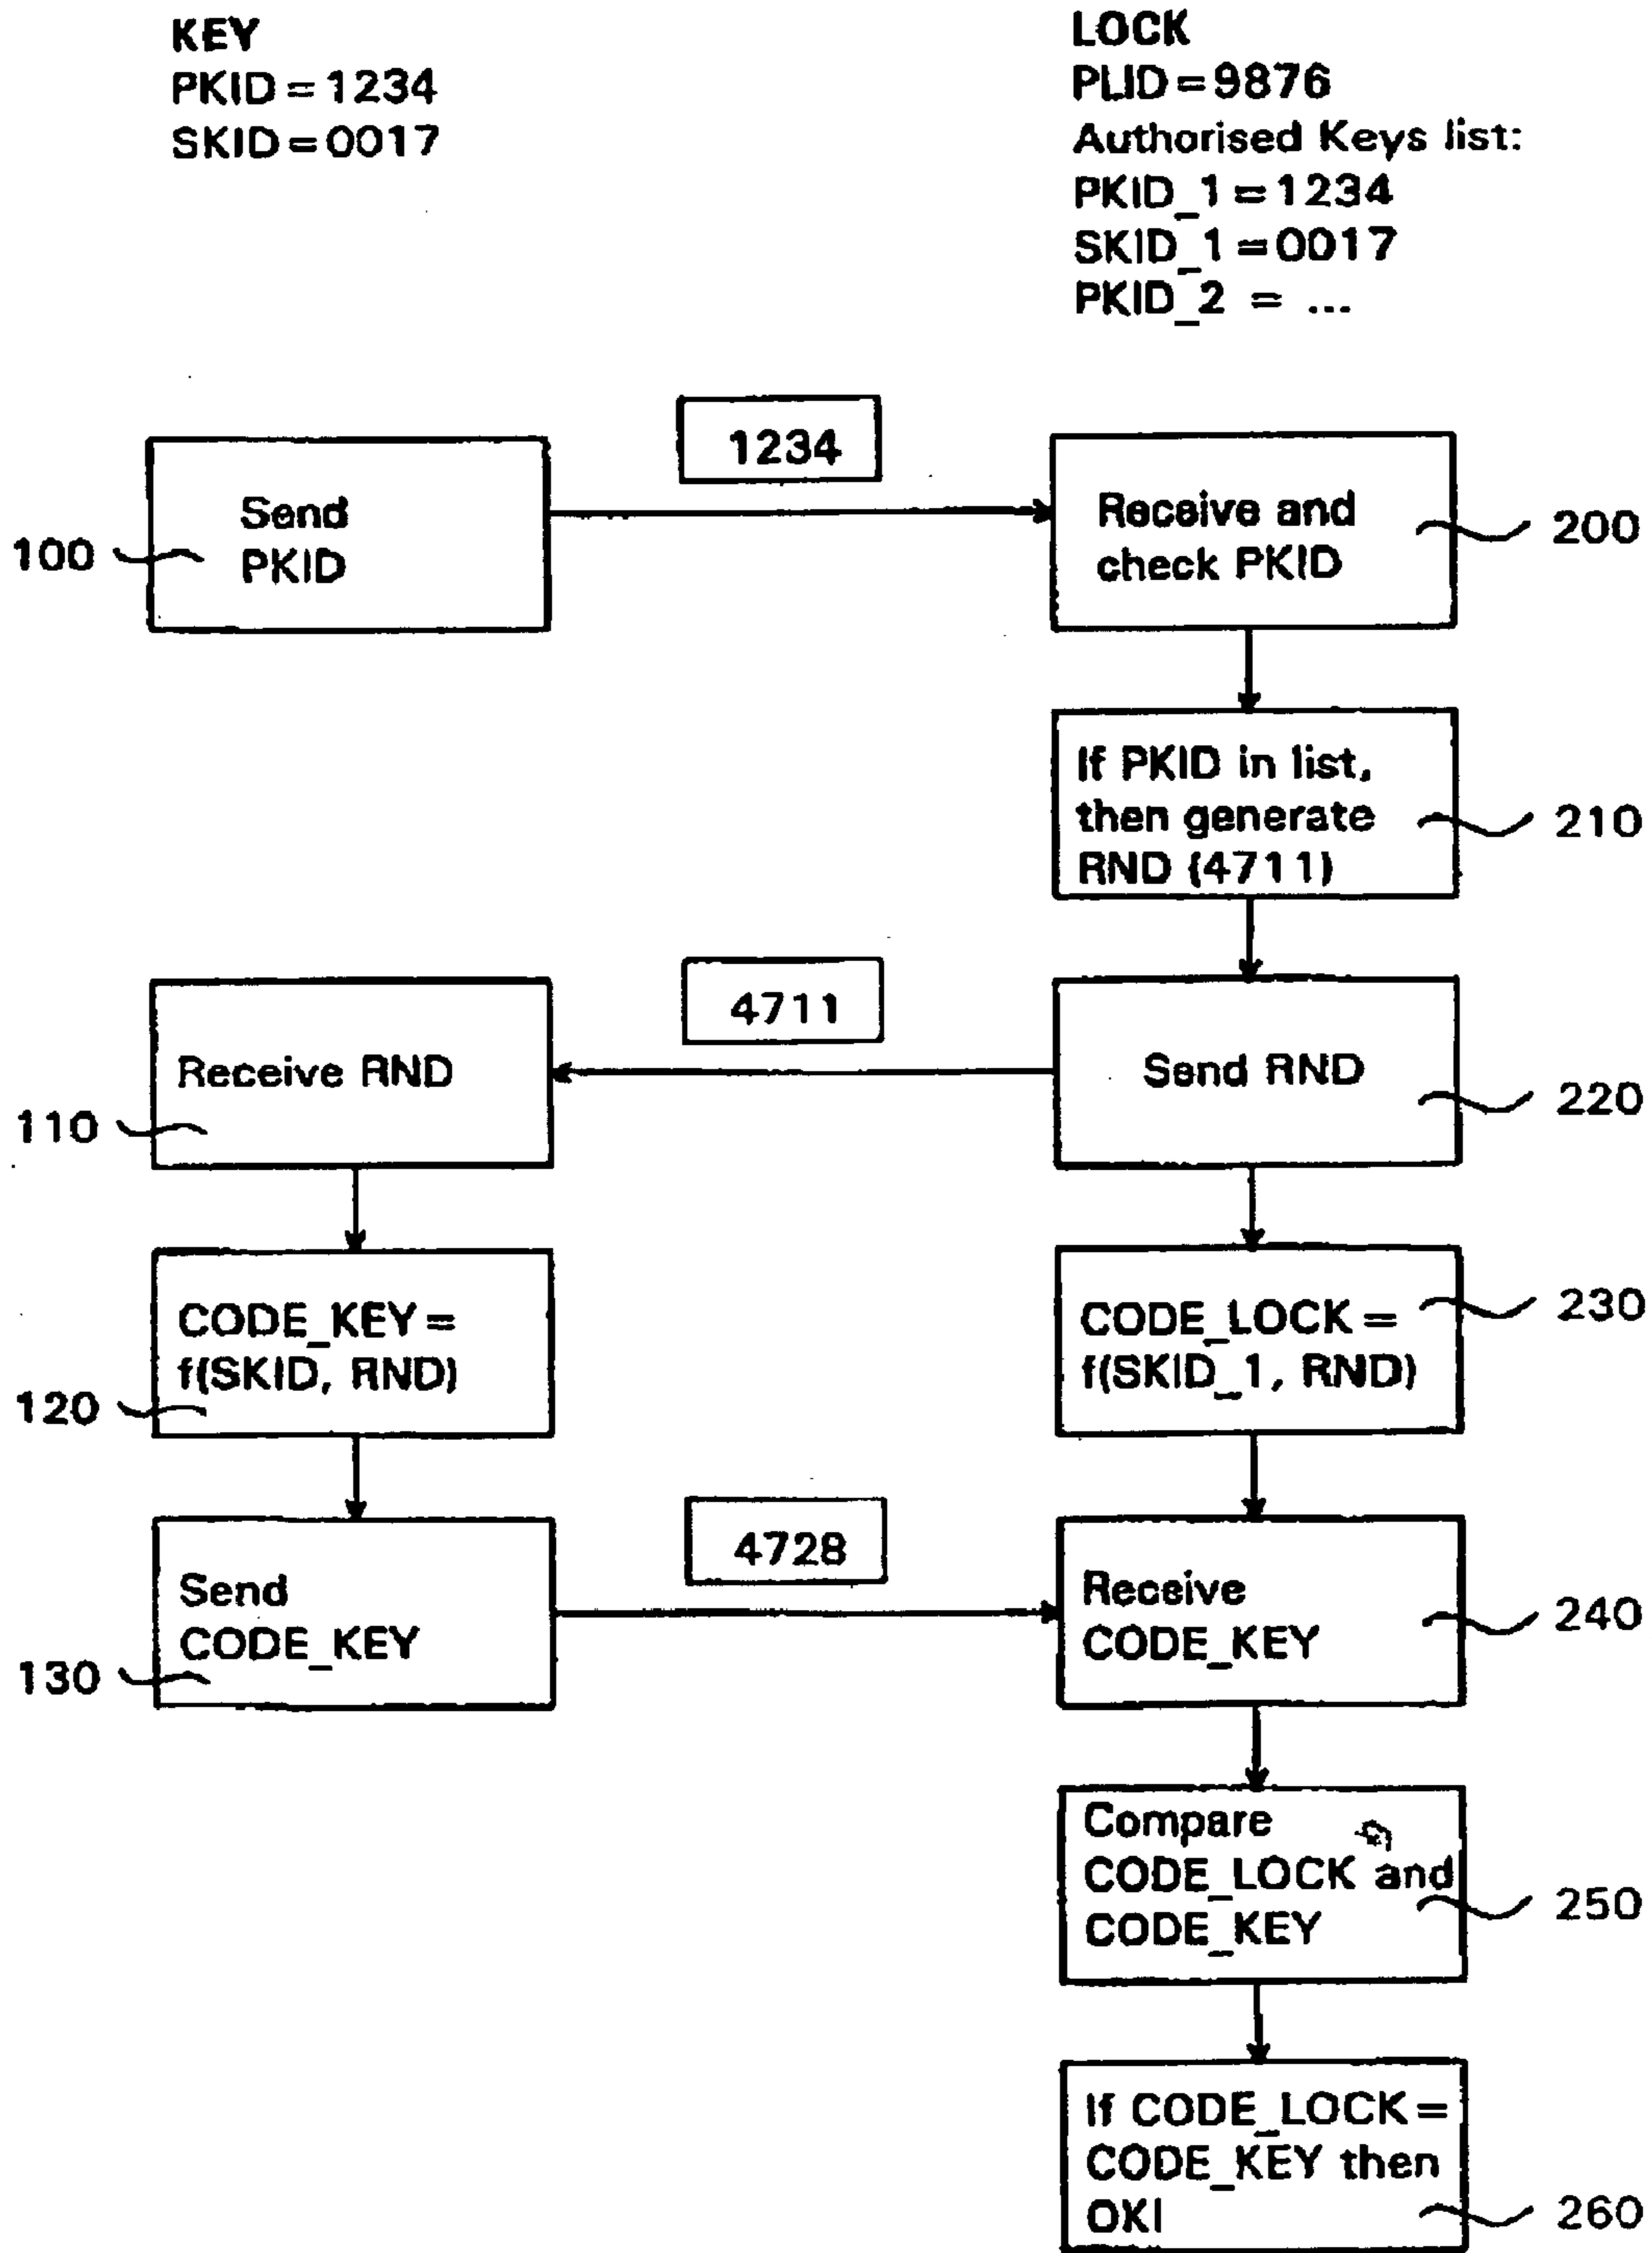 KEY
PKID = 1234
SKID = 0017
LOCK
PLID = 9876
Authorised Keys list:
PKID_1 = 1234
SKID_1 = 0017
PKID_2 = ...
1234
Send
PKID
100
Receive and
check PKID
200
If PKID in list,
then generate
RND (4711)
210
4711
Receive RND
110
Send RND
220
CODE_KEY =
f(SKID, RND)
120
CODE_LOCK =
f(SKID_1, RND)
230
4728
Send
CODE_KEY
130
Receive
CODE_KEY
240
Compare
CODE_LOCK and
CODE_KEY
250
If CODE_LOCK =
CODE_KEY then
OK!
260